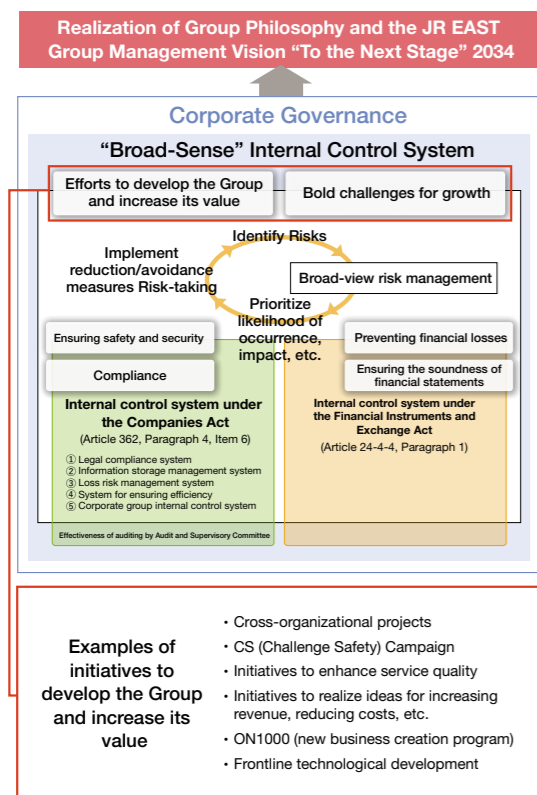 Realization of Group Philosophy and the JR EAST
Group Management Vision “To the Next Stage” 2034
Corporate Governance
“Broad-Sense” Internal Control System
Efforts to develop the Group
and increase its value
Bold challenges for growth
Identify Risks
Implement
reduction/avoidance
measures Risk-taking
Broad-view risk management
Prioritize
likelihood of
occurrence,
impact, etc.
Ensuring safety and security
Compliance
Preventing financial losses
Ensuring the soundness of
financial statements
Internal control system under
the Companies Act
(Article 362, Paragraph 4, Item 6)
① Legal compliance system
② Information storage management system
③ Loss risk management system
④ System for ensuring efficiency
⑤ Corporate group internal control system
Effectiveness of auditing by Audit and Supervisory Committee
Internal control system under
the Financial Instruments and
Exchange Act
(Article 24-4-4, Paragraph 1)
Examples of
initiatives to
develop the Group
and increase its
value
・Cross-organizational projects
・CS (Challenge Safety) Campaign
・Initiatives to enhance service quality
・Initiatives to realize ideas for increasing
revenue, reducing costs, etc.
・ON1000 (new business creation program)
・Frontline technological development